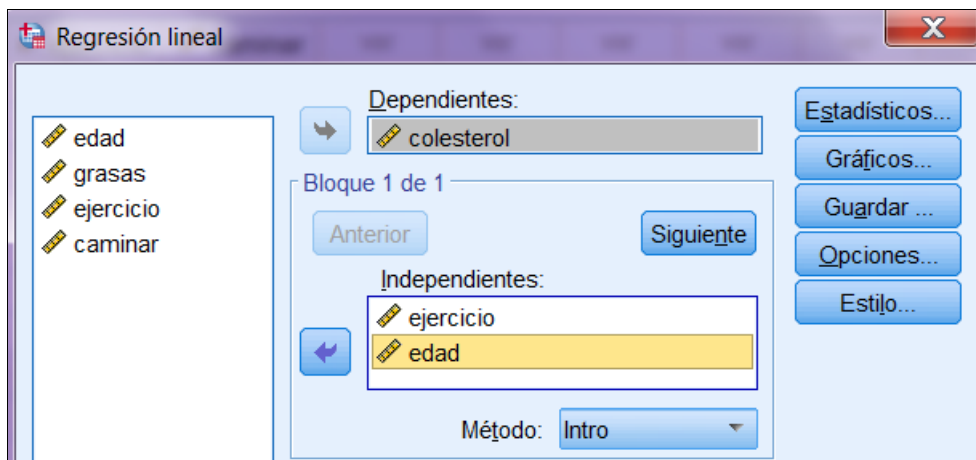 Regresión lineal
edad
grasas
ejercicio
caminar
Dependientes:
colesterol
Bloque 1 de 1
Anterior
Siguiente
Independientes:
ejercicio
edad
Método:
Intro
Estadísticos...
Gráficos...
Guardar ...
Opciones...
Estilo...